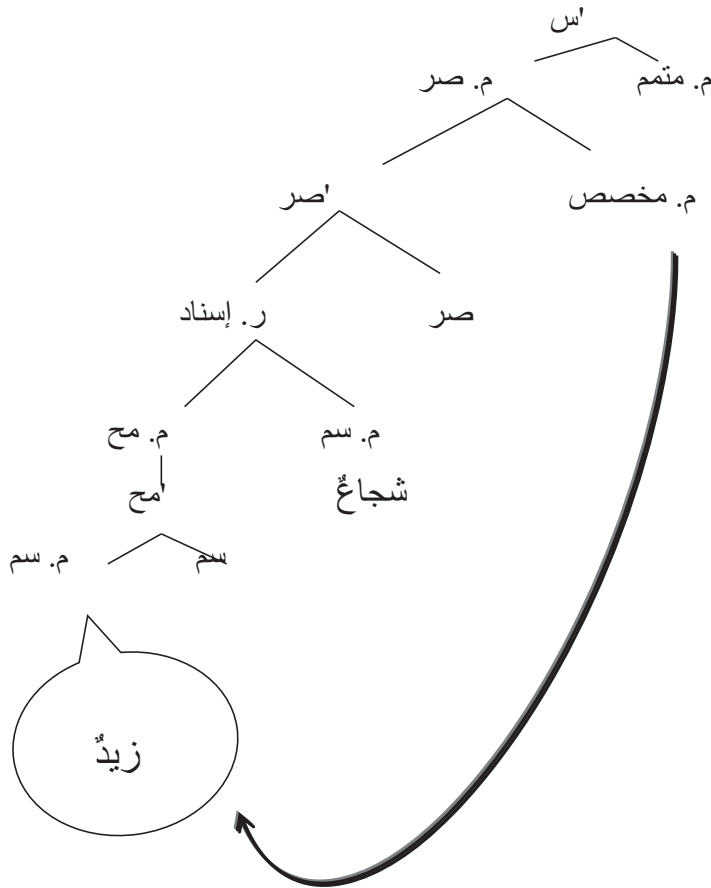 س'
م. متمم
م. صر
م. مخصص
صر'
صر
ر. إسناد
م. سم
م. مح
شجاعٌ
مح'
سم
م. سم
زيدٌ